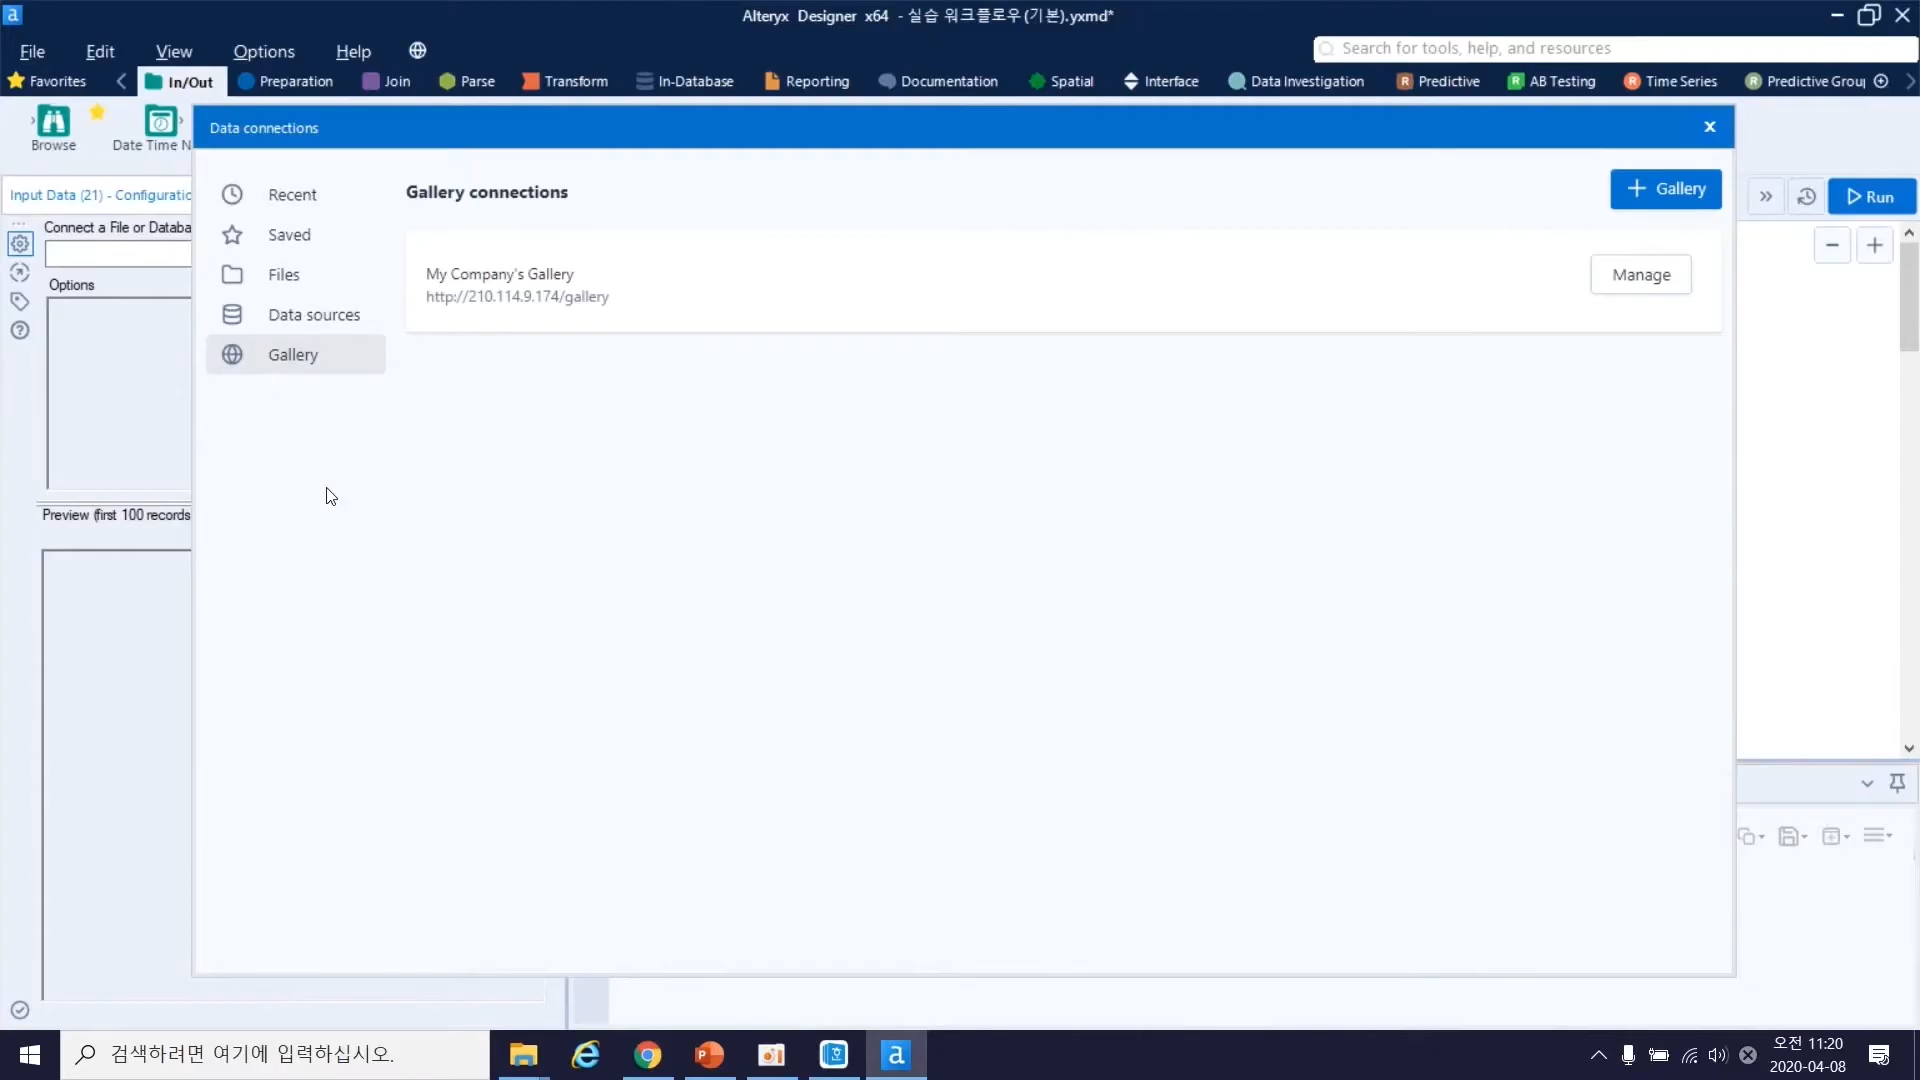 Alteryx Designer x64 - 실습 워크플로우(기본).yxmd*
File Edit View Options Help
Search for tools, help, and resources
Favorites In/Out Preparation Join Parse Transform In-Database Reporting Documentation Spatial Interface Data Investigation Predictive AB Testing Time Series Predictive Grou
Browse
Date Time N
Data connections
Input Data (21) - Configuratio
Connect a File or Databa
Options
Preview (first 100 records
Recent
Saved
Files
Data sources
Gallery
Gallery connections
Gallery
My Company's Gallery
http://210.114.9.174/gallery
Manage
Run
검색하려면 여기에 입력하십시오.
오전 11:20
2020-04-08